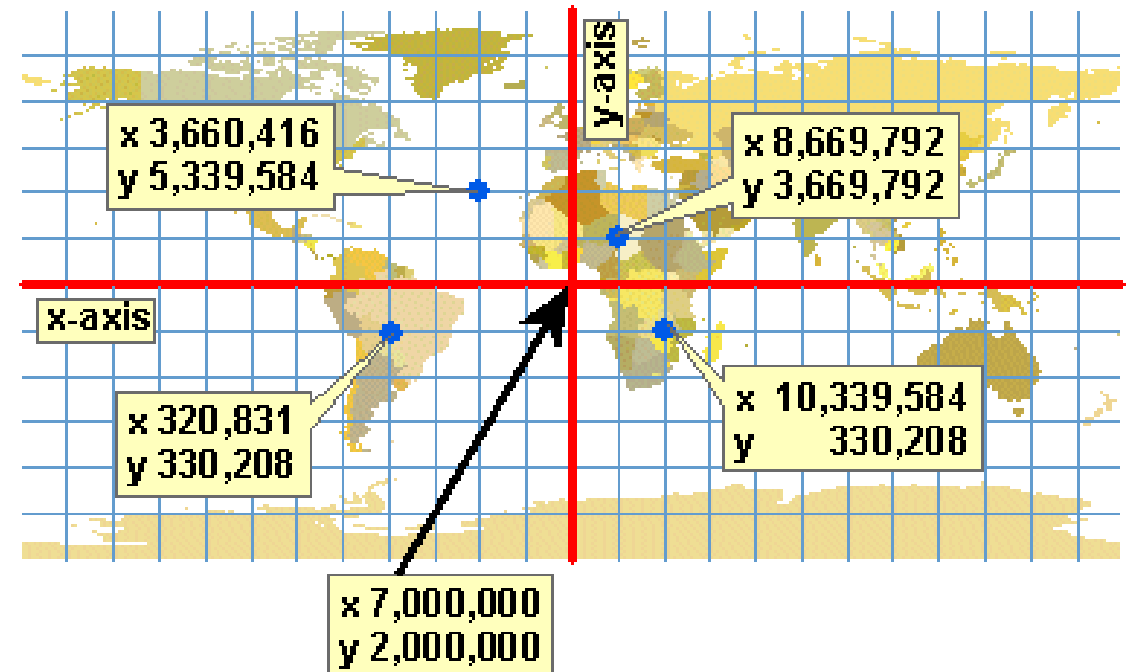 y-axis
x 3,660,416
y 5,339,584
x 8,669,792
y 3,669,792
x-axis
x 320,831
y 330,208
x 10,339,584
y 330,208
x 7,000,000
y 2,000,000